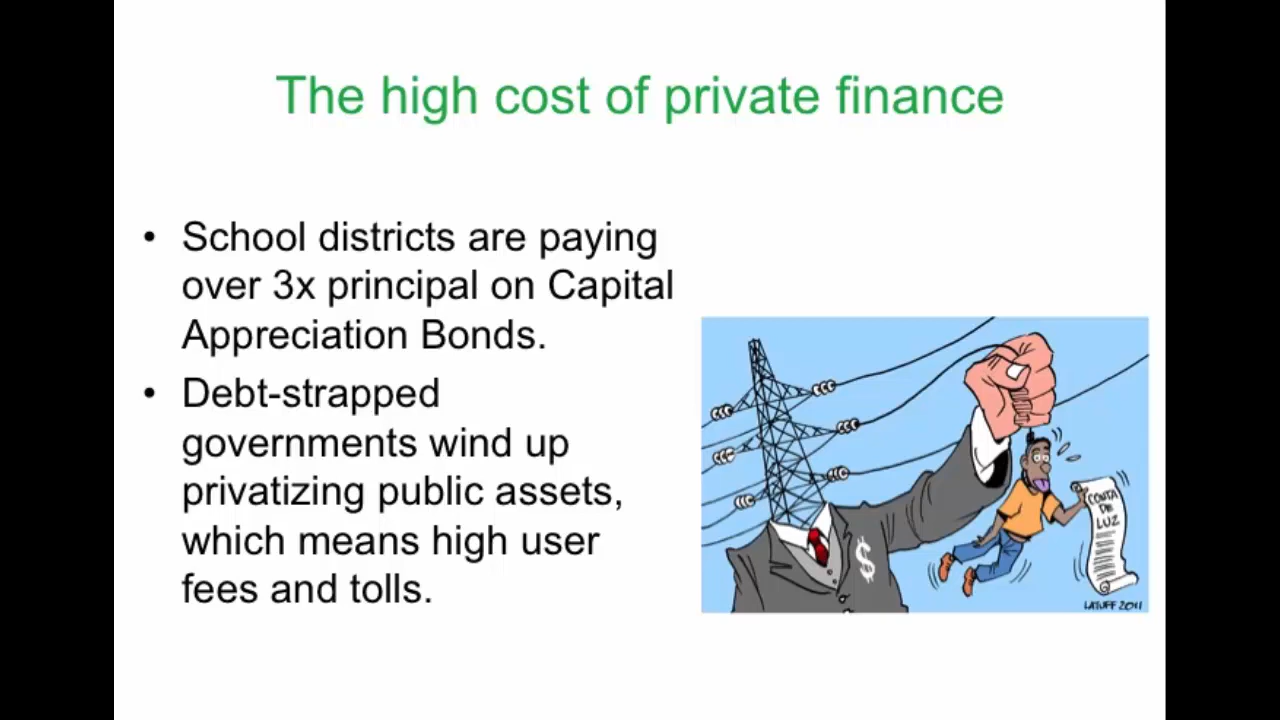 The high cost of private finance
• School districts are paying
over 3x principal on Capital
Appreciation Bonds.
• Debt-strapped
governments wind up
privatizing public assets,
which means high user
fees and tolls.
$
CONTA
DE
LUZ
LATUFF 2011